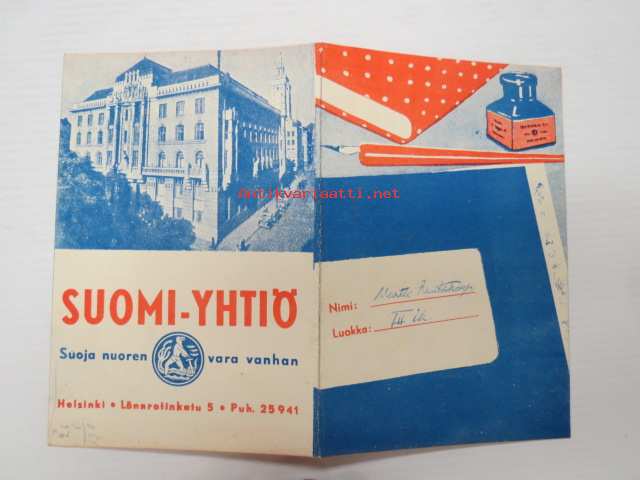 SUOMI-YHTIÖ
Suoja nuoren vara vanhan
Helsinki • Lönnrotinkatu 5 • Puh. 25941
Nimi:
Luokka:
antikvariaatti.net